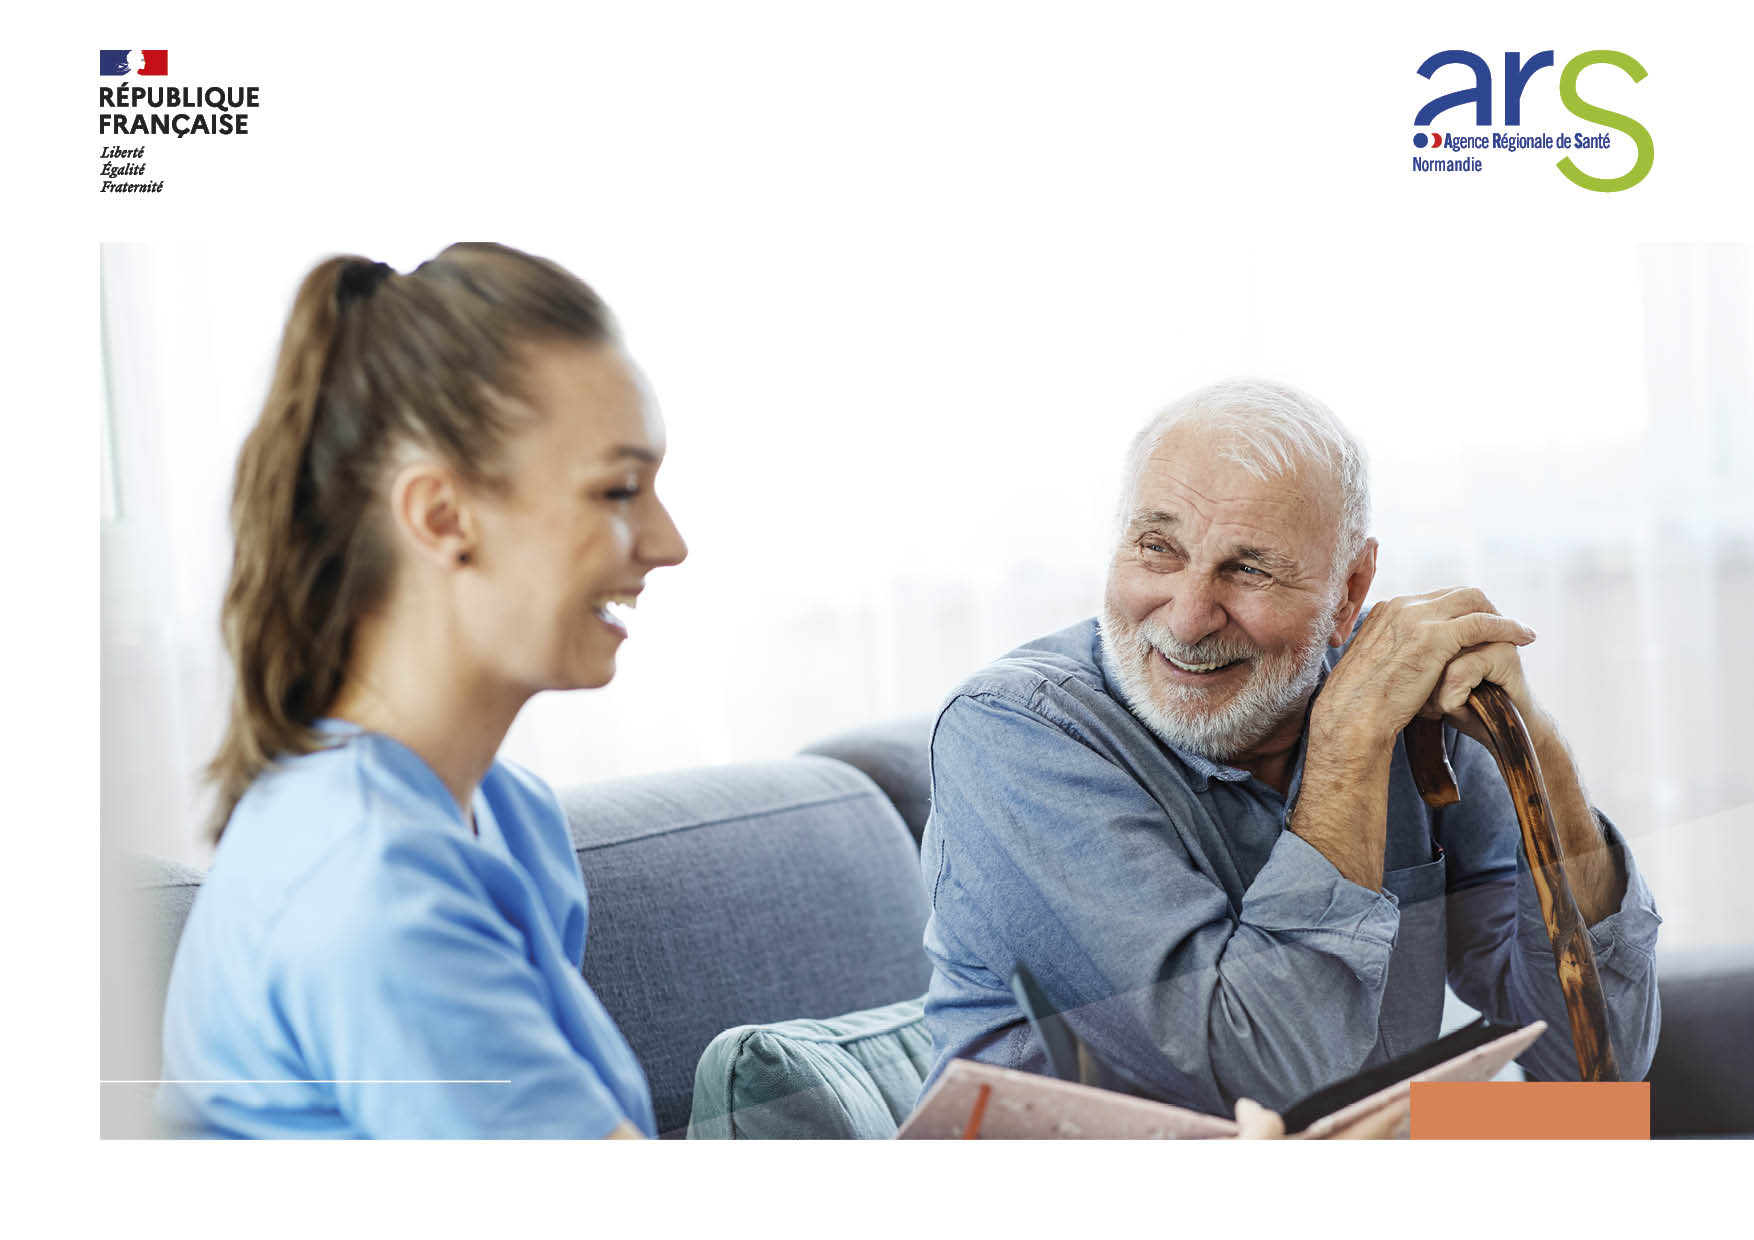 RÉPUBLIQUE
FRANÇAISE
Liberté
Égalité
Fraternité
ars
Agence Régionale de Santé
Normandie